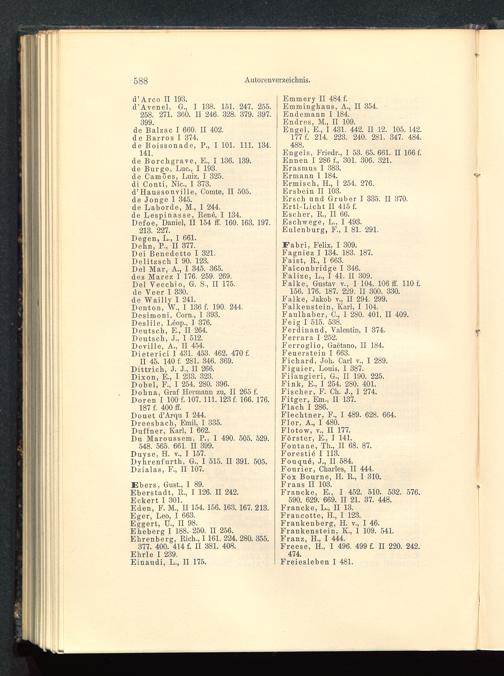 588
Autorenverzeichnis.
d'Arco II 193.
d'Avenel, G., I 138. 151. 247. 255.
258. 271. 360. II 246. 328. 379. 397.
399.
de Balzac I 660. II 402.
de Barros I 374.
de Boissonade, P., I 101. 111. 134.
141.
de Borchgrave, E., I 136. 139.
de Burgo, Luc., I 193.
de Camões, Luiz, I 325.
di Conti, Nic., I 373.
d'Haussonville, Comte, II 505.
de Jonge I 345.
de Laborde, M., I 244.
de Lespinasse, René, I 134.
Defoe, Daniel, II 154 ff. 160. 163. 197.
213. 227.
Degen, L., I 661.
Dehn, P., II 377.
Dei Benedetto I 321.
Delitzsch I 90. 123.
Del Mar, A., I 345. 365.
des Marez I 176. 259. 269.
Del Vecchio, G. S., II 175.
de Veer I 330.
de Wailly I 241.
Denton, W., I 136 f. 190. 244.
Desimoni, Corn., I 393.
Deslile, Léop., I 376.
Deutsch, E., II 264.
Deutsch, J., I 512.
Deville, A., II 454.
Dieterici I 431. 453. 462. 470 f.
II 45. 140 f. 281. 346. 369.
Dittrich, J. J., II 266.
Dixon, E., I 233. 323.
Dobel, F., I 254. 280. 396.
Dohna, Graf Hermann zu, II 265 f.
Doren I 100 f. 107. 111. 123 f. 166. 176.
187 f. 400 ff.
Douet d'Arqu I 244.
Dreesbach, Emil, I 335.
Duffner, Karl, I 662.
Du Maroussem, P., I 490. 505. 529.
548. 565. 661. II 399.
Duyse, H. v., I 157.
Dyhrenfurth, G., I 515. II 391. 505.
Dzialas, F., II 107.
Ebers, Gust., I 89.
Eberstadt, R., I 126. II 242.
Eckert I 301.
Eden, F. M., II 154. 156. 163. 167. 213.
Eger, Leo, I 663.
Eggert, U., II 98.
Eheberg I 188. 250. II 256.
Ehrenberg, Rich., I 161. 224. 280. 355.
377. 400. 414 f. II 381. 408.
Ehrle I 239.
Einaudi, L., II 175.
Emmery II 484 f.
Emminghaus, A., II 354.
Endemann I 184.
Endres, M., II 109.
Engel, E., I 431. 442. II 12. 105. 142.
177 f. 214. 223. 240. 281. 347. 484.
488.
Engels, Friedr., I 53. 65. 661. II 166 f.
Ennen I 286 f. 301. 306. 321.
Erasmus I 383.
Ermann I 184.
Ermisch, H., I 254. 276.
Ersbein II 103.
Ersch und Gruber I 335. II 370.
Ertl-Licht II 415 f.
Escher, R., II 66.
Eschwege, L., I 493.
Eulenburg, F., I 81. 291.
Fabri, Felix, I 309.
Fagniez I 134. 183. 187.
Faist, R., I 663.
Falconbridge I 346.
Falize, L., I 41. II 309.
Falke, Gustav v., I 104. 106 ff. 110 f.
156. 176. 187. 229. II 300. 330.
Falke, Jakob v., II 294. 299.
Falkenstein, Karl, I 104.
Faulhaber, C., I 280. 401. II 409.
Feig I 515. 538.
Ferdinand, Valentin, I 374.
Ferrara I 252.
Ferroglio, Gaëtano, II 184.
Feuerstein I 663.
Fichard, Joh. Carl v., I 289.
Figuier, Louis, I 387.
Filangieri, G., II 190. 225.
Fink, E., I 254. 280. 401.
Fischer, F. Ch. J., I 274.
Fitger, Em., II 137.
Flach I 286.
Flechtner, F., I 489. 628. 664.
Flor, A., I 480.
Flotow, v., II 177.
Förster, E., I 141.
Fontane, Th., II 68. 87.
Forestié I 113.
Fouqué, J., II 584.
Fourier, Charles, II 444.
Fox Bourne, H. R., I 310.
Fraas II 103.
Francke, E., I 452. 510. 532. 576.
590. 629. 669. II 21. 37. 448.
Francke, L., II 13.
Francotte, H., I 123.
Frankenberg, H. v., I 46.
Frankenstein, K., I 109. 541.
Franz, H., I 444.
Freese, H., I 496. 499 f. II 220. 242.
474.
Freiesleben I 481.